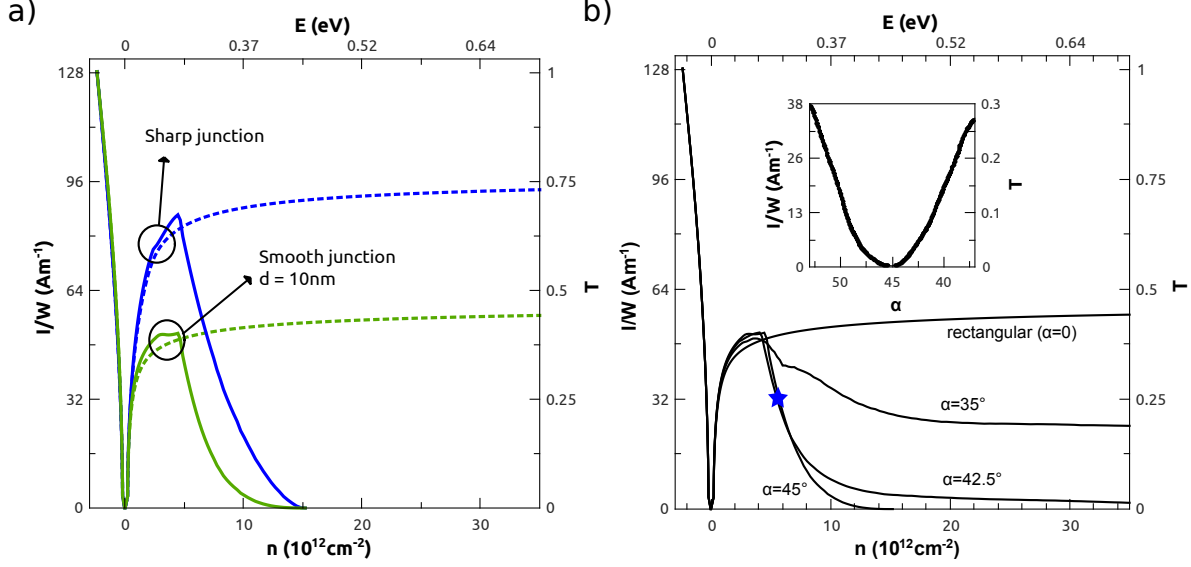 a)
E (eV)
0 0.37 0.52 0.64
128
96
64
32
0
I/W (Am⁻¹)
1
0.75
0.5
0.25
0
T
Sharp junction
Smooth junction
d = 10nm
0 10 20 30
n (10¹²cm⁻²)
b)
E (eV)
0 0.37 0.52 0.64
128
96
64
32
0
I/W (Am⁻¹)
1
0.75
0.5
0.25
0
T
38
26
13
0
I/W (Am⁻¹)
0.3
0.2
0.1
0
T
50 45 40
α
rectangular (α=0)
α=35°
α=42.5°
α=45°
0 10 20 30
n (10¹²cm⁻²)